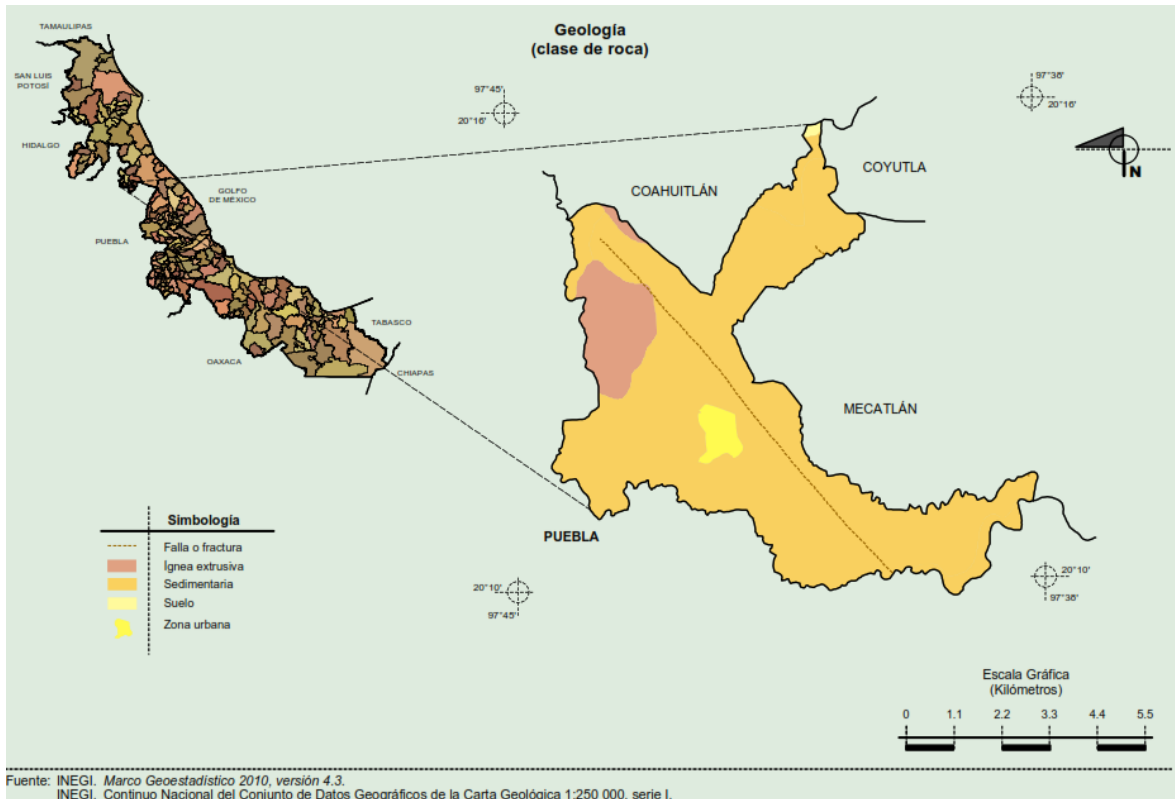 Geología
(clase de roca)
TAMAULIPAS
SAN LUIS
POTOSÍ
HIDALGO
GOLFO
DE MÉXICO
PUEBLA
TABASCO
OAXACA
CHIAPAS
97°45'
20°16'
97°38'
20°16'
N
COYUTLA
COAHUITLÁN
MECATLÁN
PUEBLA
20°10'
97°45'
20°10'
97°38'
Simbología
Falla o fractura
Ígnea extrusiva
Sedimentaria
Suelo
Zona urbana
Escala Gráfica
(Kilómetros)
0 1.1 2.2 3.3 4.4 5.5
Fuente: INEGI. Marco Geoestadístico 2010, versión 4.3.
INEGI. Continuo Nacional del Conjunto de Datos Geográficos de la Carta Geológica 1:250 000, serie I.